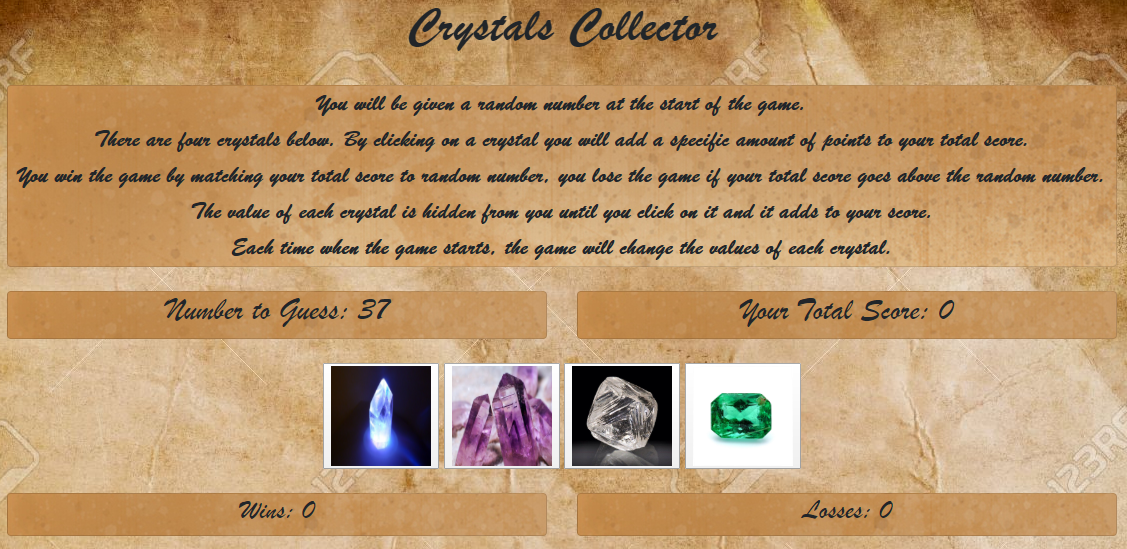 Crystals Collector
You will be given a random number at the start of the game.
There are four crystals below. By clicking on a crystal you will add a specific amount of points to your total score.
You win the game by matching your total score to random number, you lose the game if your total score goes above the random number.
The value of each crystal is hidden from you until you click on it and it adds to your score.
Each time when the game starts, the game will change the values of each crystal.
Number to Guess: 37
Your Total Score: 0
Wins: 0
Losses: 0
123RF
123RF
123RF
123RF